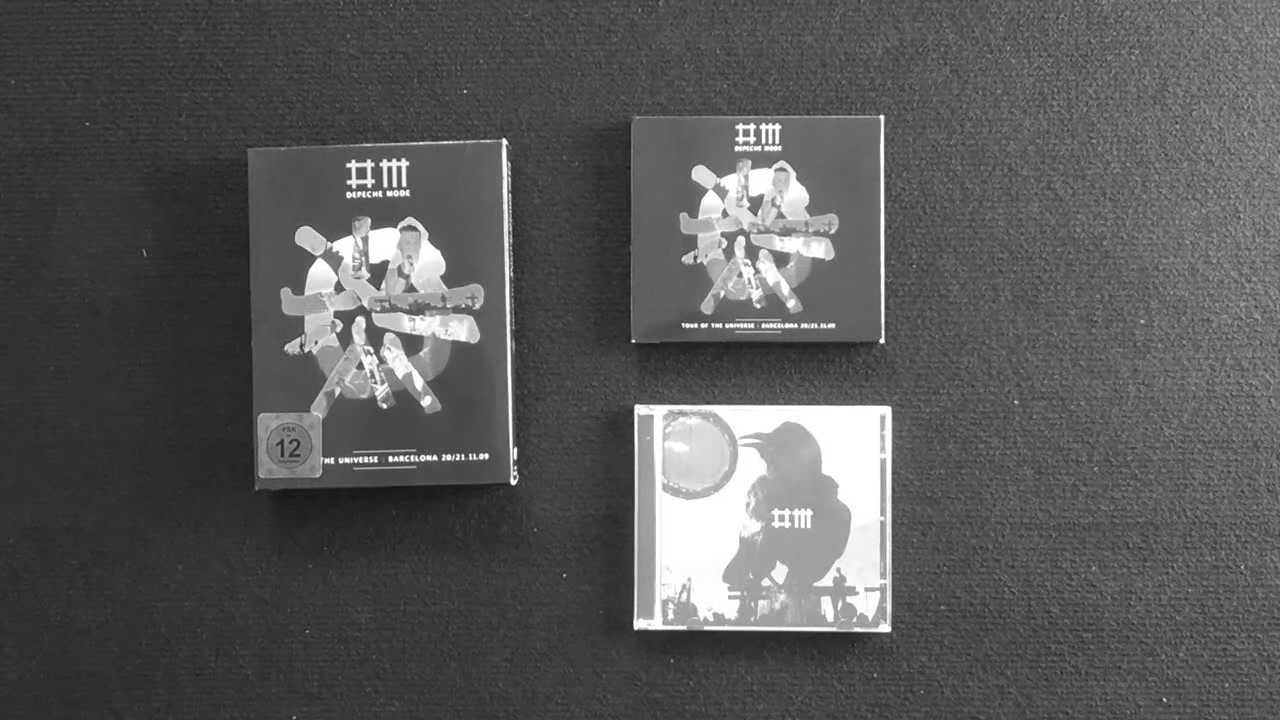 DEPECHE MODE
FSK
12
THE UNIVERSE : BARCELONA 20/21.11.09
DEPECHE MODE
TOUR OF THE UNIVERSE : BARCELONA 20/21.11.09